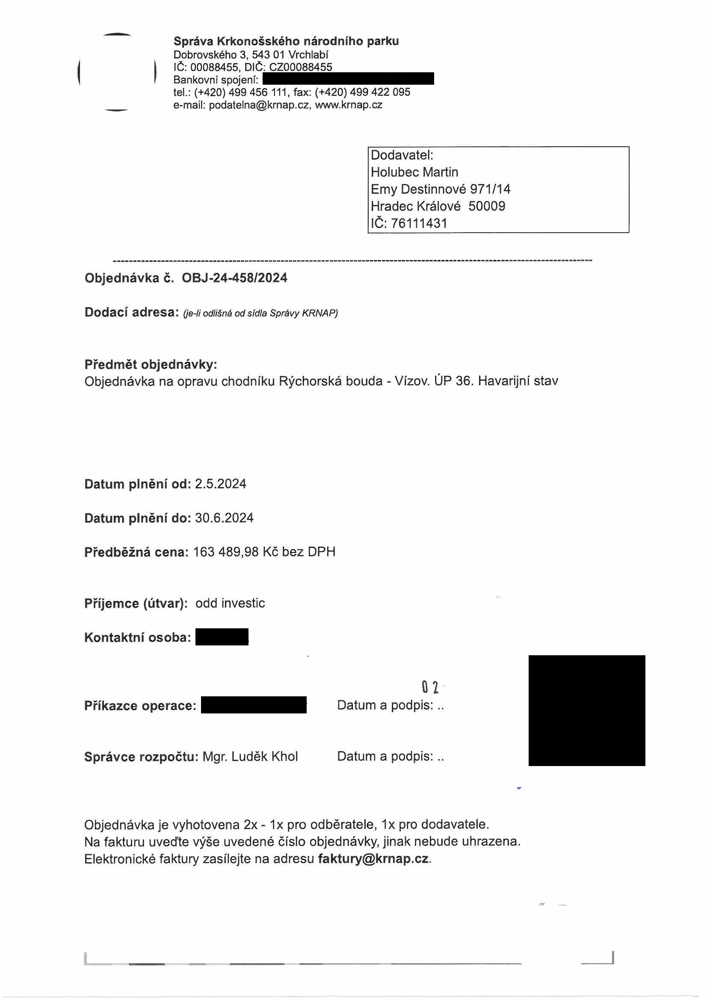 Správa Krkonošského národního parku
Dobrovského 3, 543 01 Vrchlabí
IČ: 00088455, DIČ: CZ00088455
Bankovní spojení:
tel.: (+420) 499 456 111, fax: (+420) 499 422 095
e-mail: podatelna@krnap.cz, www.krnap.cz
Dodavatel:
Holubec Martin
Emy Destinnové 971/14
Hradec Králové 50009
IČ: 76111431
Objednávka č. OBJ-24-458/2024
Dodací adresa: (je-li odlišná od sídla Správy KRNAP)
Předmět objednávky:
Objednávka na opravu chodníku Rýchorská bouda - Vízov. ÚP 36. Havarijní stav
Datum plnění od: 2.5.2024
Datum plnění do: 30.6.2024
Předběžná cena: 163 489,98 Kč bez DPH
Příjemce (útvar): odd investic
Kontaktní osoba:
02
Příkazce operace: Datum a podpis: ..
Správce rozpočtu: Mgr. Luděk Khol Datum a podpis: ..
Objednávka je vyhotovena 2x - 1x pro odběratele, 1x pro dodavatele.
Na fakturu uveďte výše uvedené číslo objednávky, jinak nebude uhrazena.
Elektronické faktury zasílejte na adresu faktury@krnap.cz.